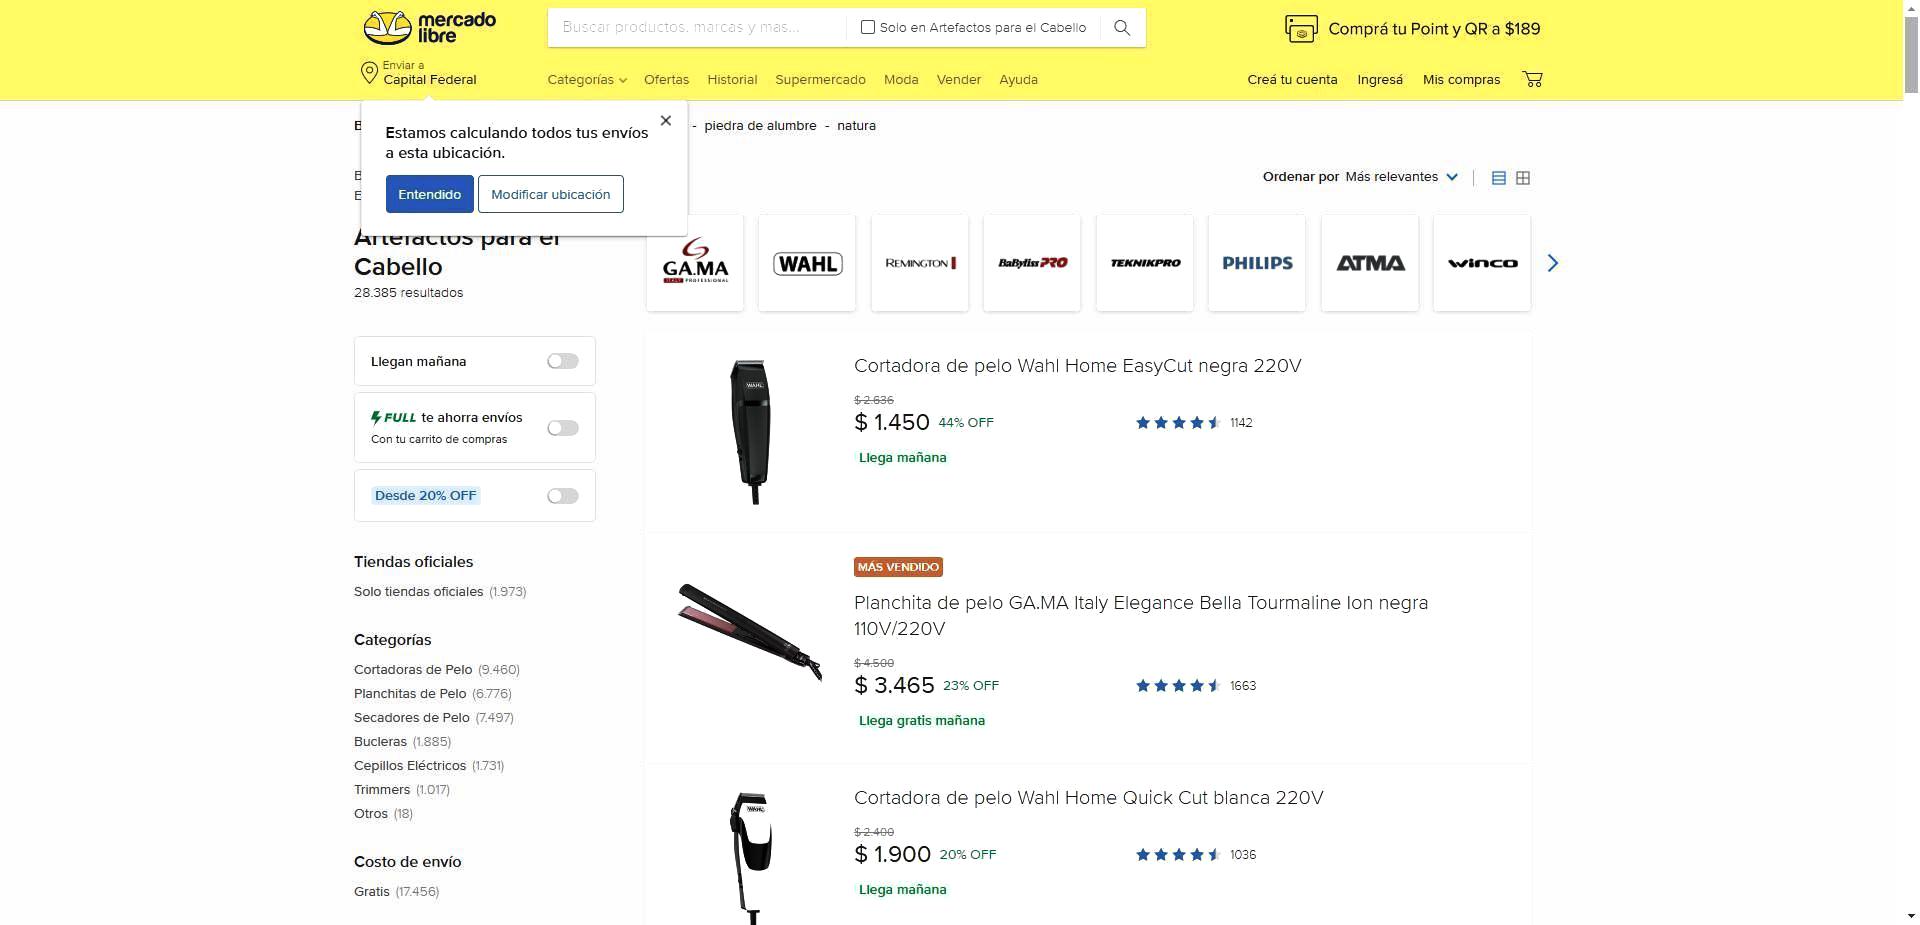 mercado
libre
Buscar productos, marcas y más...
Solo en Artefactos para el Cabello
Comprá tu Point y QR a $189
Enviar a
Capital Federal
Categorías
Ofertas
Historial
Supermercado
Moda
Vender
Ayuda
Creá tu cuenta
Ingresá
Mis compras
Estamos calculando todos tus envíos
a esta ubicación.
Entendido
Modificar ubicación
- piedra de alumbre - natura
Ordenar por Más relevantes
Artefactos para el
Cabello
28.385 resultados
GA.MA
ITALY PROFESSIONAL
WAHL
REMINGTON
BaByliss PRO
TEKNIKPRO
PHILIPS
ATMA
winco
Llegan mañana
FULL te ahorra envíos
Con tu carrito de compras
Desde 20% OFF
Tiendas oficiales
Solo tiendas oficiales (1.973)
Categorías
Cortadoras de Pelo (9.460)
Planchitas de Pelo (6.776)
Secadores de Pelo (7.497)
Bucleras (1.885)
Cepillos Eléctricos (1.731)
Trimmers (1.017)
Otros (18)
Costo de envío
Gratis (17.456)
WAHL
Cortadora de pelo Wahl Home EasyCut negra 220V
$ 2.636
$ 1.450 44% OFF
1142
Llega mañana
MÁS VENDIDO
Planchita de pelo GA.MA Italy Elegance Bella Tourmaline Ion negra
110V/220V
$ 4.500
$ 3.465 23% OFF
1663
Llega gratis mañana
WAHL
Cortadora de pelo Wahl Home Quick Cut blanca 220V
$ 2.400
$ 1.900 20% OFF
1036
Llega mañana